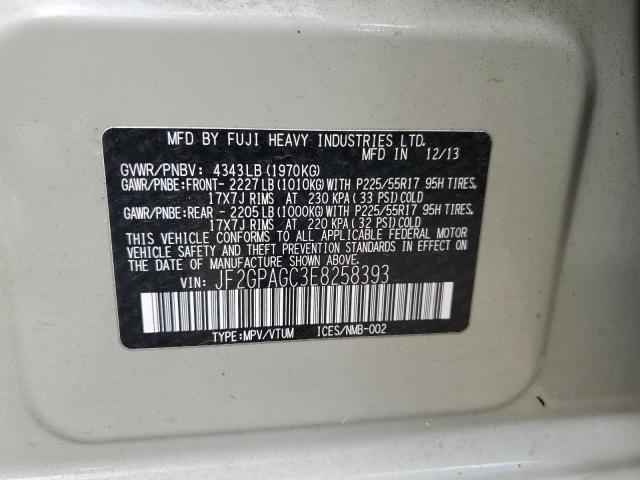 MFD BY FUJI HEAVY INDUSTRIES LTD.
MFD IN 12/13
GVWR/PNBV: 4343LB (1970KG)
GAWR/PNBE:FRONT- 2227LB (1010KG) WITH P225/55R17 95H TIRES,
17X7J RIMS AT 230 KPA (33 PSI) COLD
GAWR/PNBE:REAR - 2205LB (1000KG) WITH P225/55R17 95H TIRES,
17X7J RIMS AT 220 KPA (32 PSI) COLD
THIS VEHICLE CONFORMS TO ALL APPLICABLE FEDERAL MOTOR
VEHICLE SAFETY AND THEFT PREVENTION STANDARDS IN EFFECT ON
THE DATE OF MANUFACTURE SHOWN ABOVE.
VIN: JF2GPAGC3E8258393
TYPE:MPV/VTUM ICES/NMB-002